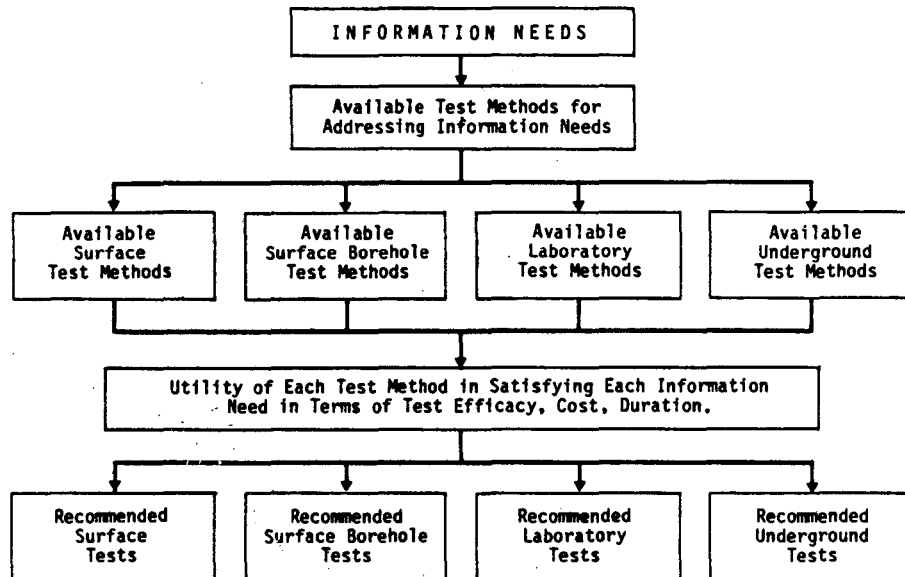 INFORMATION NEEDS
Available Test Methods for
Addressing Information Needs
Available
Surface
Test Methods
Available
Surface Borehole
Test Methods
Available
Laboratory
Test Methods
Available
Underground
Test Methods
Utility of Each Test Method in Satisfying Each Information
Need in Terms of Test Efficacy, Cost, Duration.
Recommended
Surface
Tests
Recommended
Surface Borehole
Tests
Recommended
Laboratory
Tests
Recommended
Underground
Tests